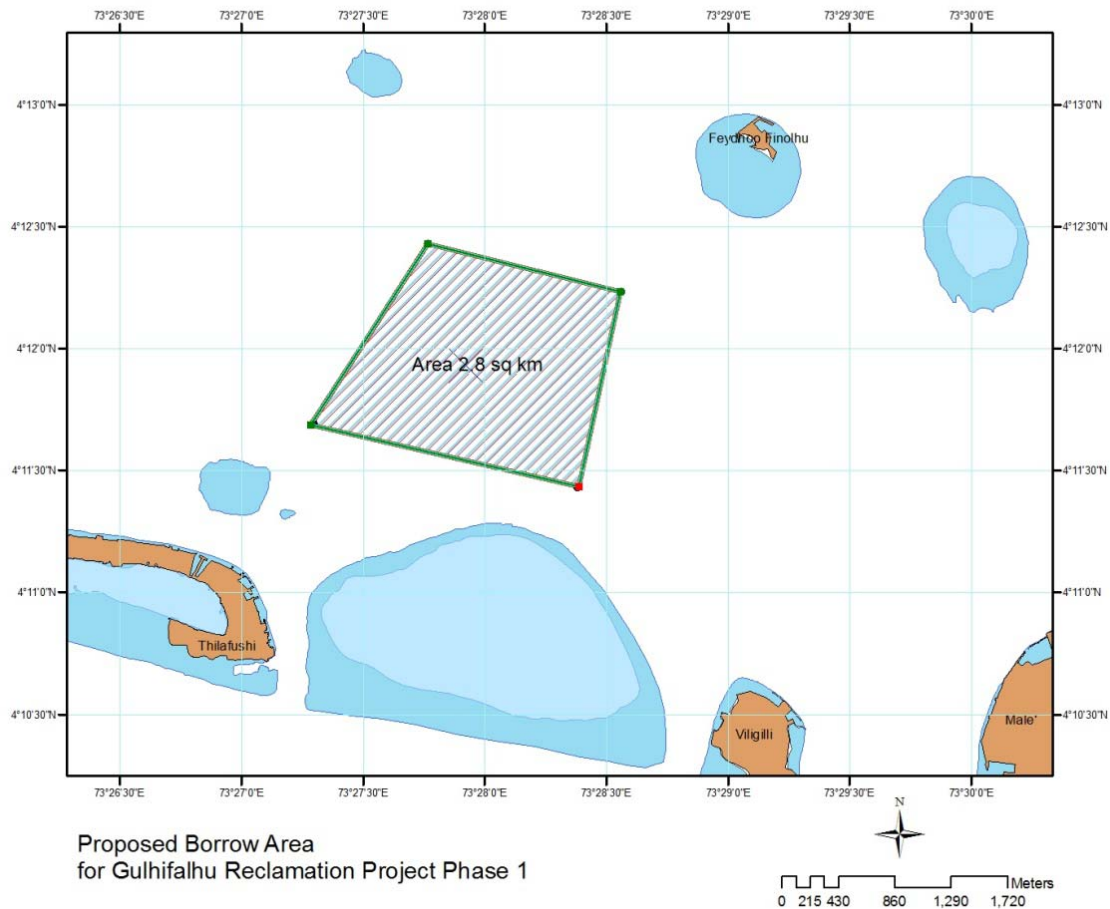 73°26'30"E 73°27'0"E 73°27'30"E 73°28'0"E 73°28'30"E 73°29'0"E 73°29'30"E 73°30'0"E
4°13'0"N 4°13'0"N
Feydhoo Finolhu
4°12'30"N 4°12'30"N
4°12'0"N 4°12'0"N
Area 2.8 sq km
4°11'30"N 4°11'30"N
4°11'0"N 4°11'0"N
Thilafushi
4°10'30"N 4°10'30"N
Viligilli
Male'
73°26'30"E 73°27'0"E 73°27'30"E 73°28'0"E 73°28'30"E 73°29'0"E 73°29'30"E 73°30'0"E
N
Proposed Borrow Area
for Gulhifalhu Reclamation Project Phase 1
Meters
0 215 430 860 1,290 1,720